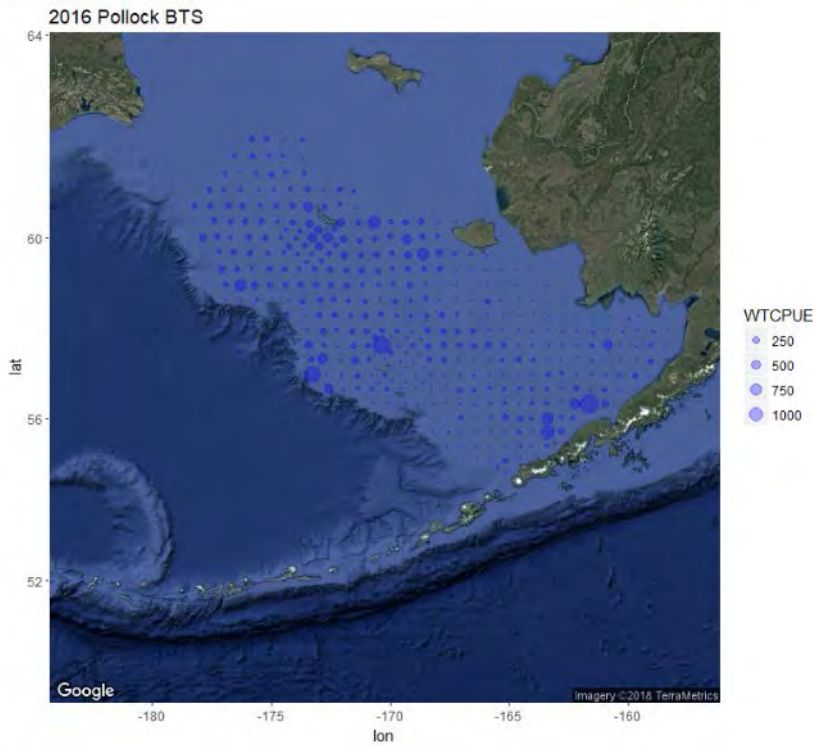 2016 Pollock BTS
64
60
56
52
lat
-180
-175
-170
-165
-160
lon
WTCPUE
250
500
750
1000
Google
Imagery ©2018 TerraMetrics